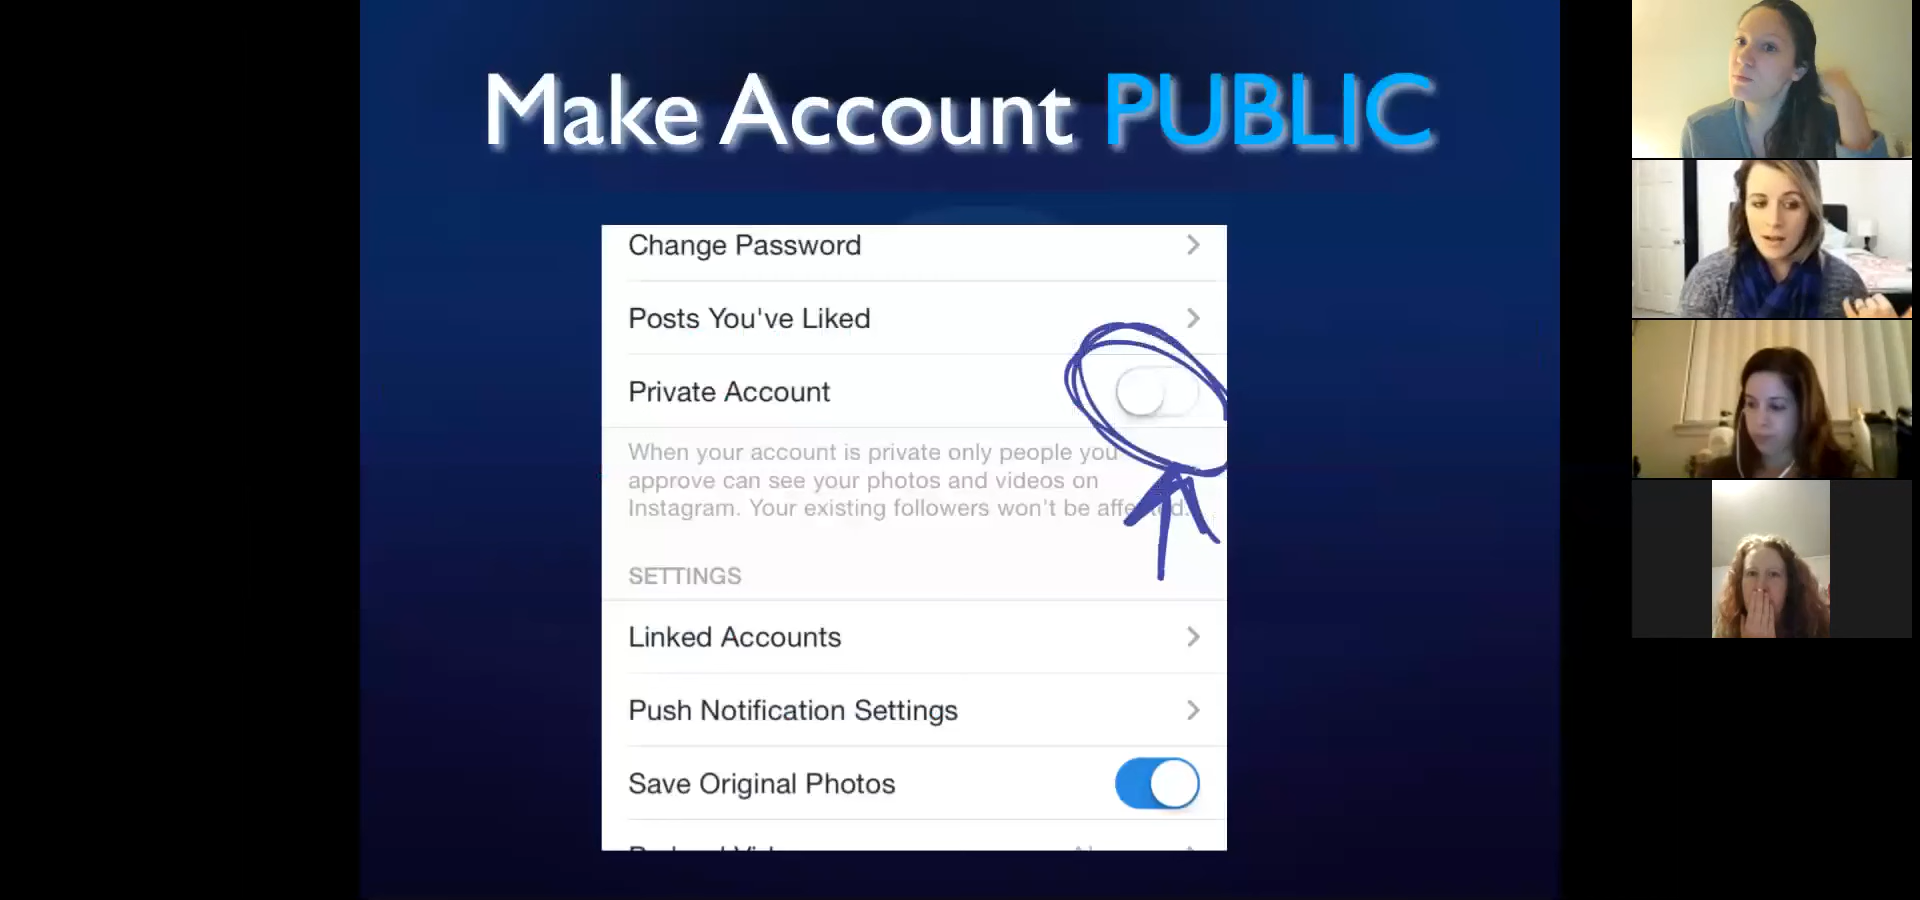 Make Account PUBLIC
Change Password
Posts You've Liked
Private Account
When your account is private only people you
approve can see your photos and videos on
Instagram. Your existing followers won't be
SETTINGS
Linked Accounts
Push Notification Settings
Save Original Photos